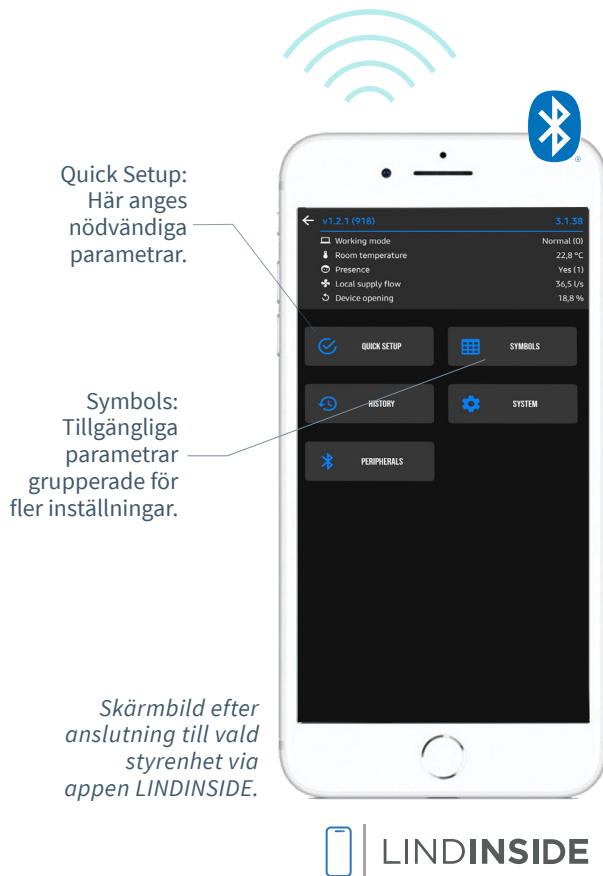 Quick Setup:
Här anges
nödvändiga
parametrar.
v1.2.1 (918) 3.1.38
Working mode Normal (0)
Room temperature 22,8 °C
Presence Yes (1)
Local supply flow 36,5 l/s
Device opening 18,8 %
QUICK SETUP SYMBOLS
HISTORY SYSTEM
PERIPHERALS
Symbols:
Tillgängliga
parametrar
grupperade för
fler inställningar.
Skärmbild efter
anslutning till vald
styrenhet via
appen LINDINSIDE.
LINDINSIDE